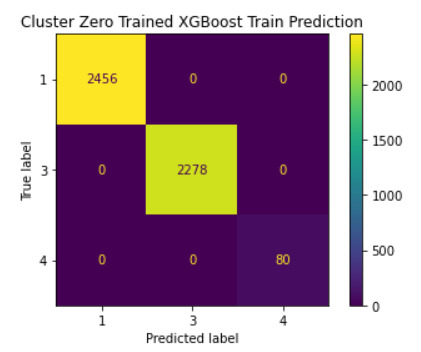 Cluster Zero Trained XGBoost Train Prediction
True label
1
2456 0 0
3
0 2278 0
4
0 0 80
1 3 4
Predicted label
2000
1500
1000
500
0